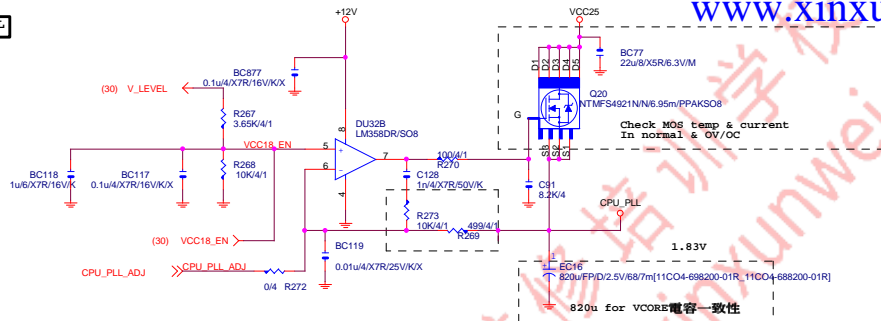 www.xinxu
+12V
VCC25
BC77
22u/8/X5R/6.3V/M
D1
D2
D3
D4
D5
Q20
NTMFS4921N/N/6.95m/PPAKSO8
G
S3
S2
S1
Check MOS temp & current
In normal & OV/OC
BC877
0.1u/4/X7R/16V/K/X
(30) V_LEVEL
R267
3.65K/4/1
DU32B
LM358DR/SO8
8
VCC18_EN
5
+
6
-
7
4
100/4/1
R270
BC118
1u/6/X7R/16V/K
BC117
0.1u/4/X7R/16V/K/X
R268
10K/4/1
C128
1n/4/X7R/50V/K
C91
8.2K/4
CPU_PLL
R273
10K/4/1
499/4/1
R269
(30) VCC18_EN
BC119
0.01u/4/X7R/25V/K/X
1.83V
CPU_PLL_ADJ
CPU_PLL_ADJ
0/4 R272
1
+
EC16
820u/FP/D/2.5V/68/7m[11CO4-698200-01R_11CO4-688200-01R]
820u for VCORE電容一致性